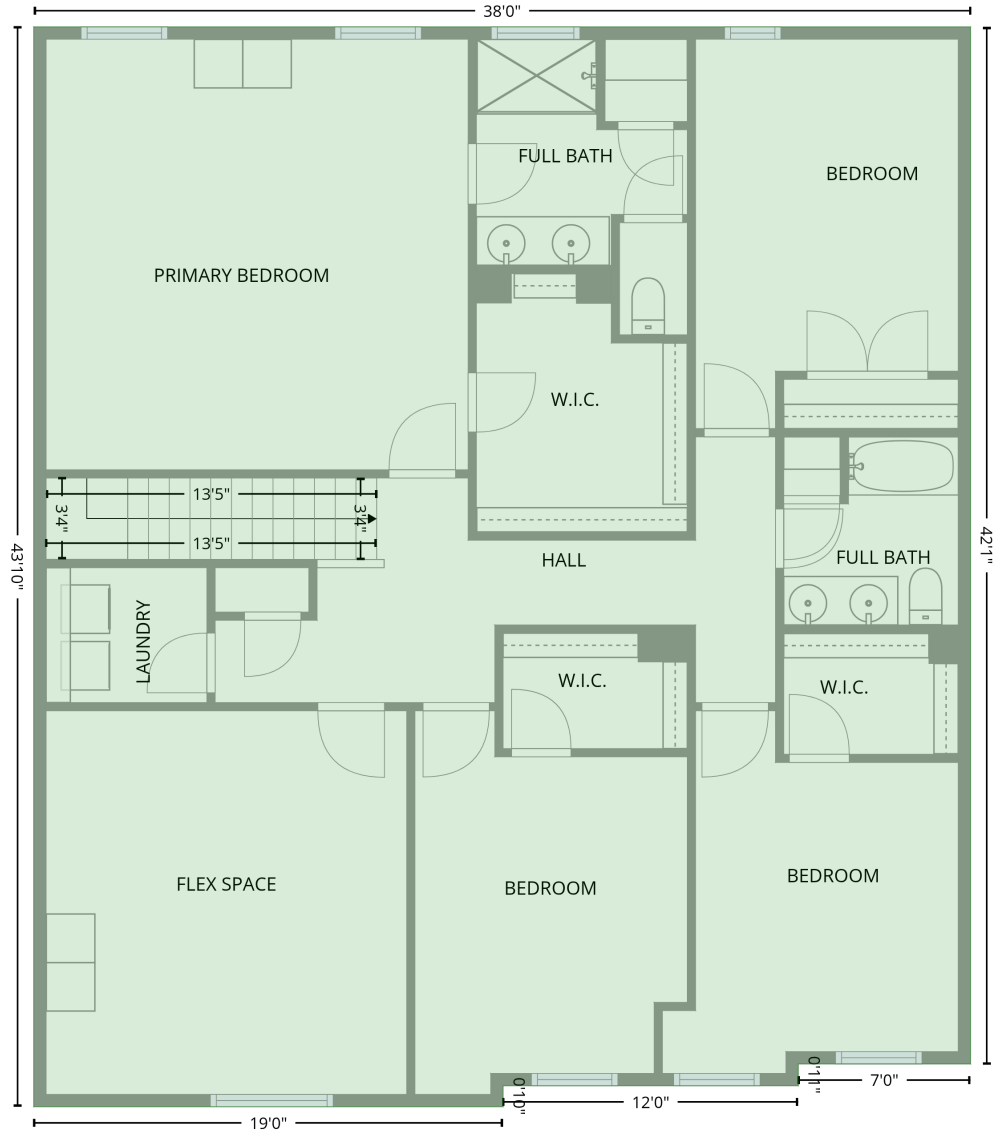 38'0"
FULL BATH
BEDROOM
PRIMARY BEDROOM
W.I.C.
13'5"
3'4"
3'4"
13'5"
43'10"
42'1"
HALL
FULL BATH
LAUNDRY
W.I.C.
W.I.C.
FLEX SPACE
BEDROOM
BEDROOM
0'11"
7'0"
0'10"
12'0"
19'0"